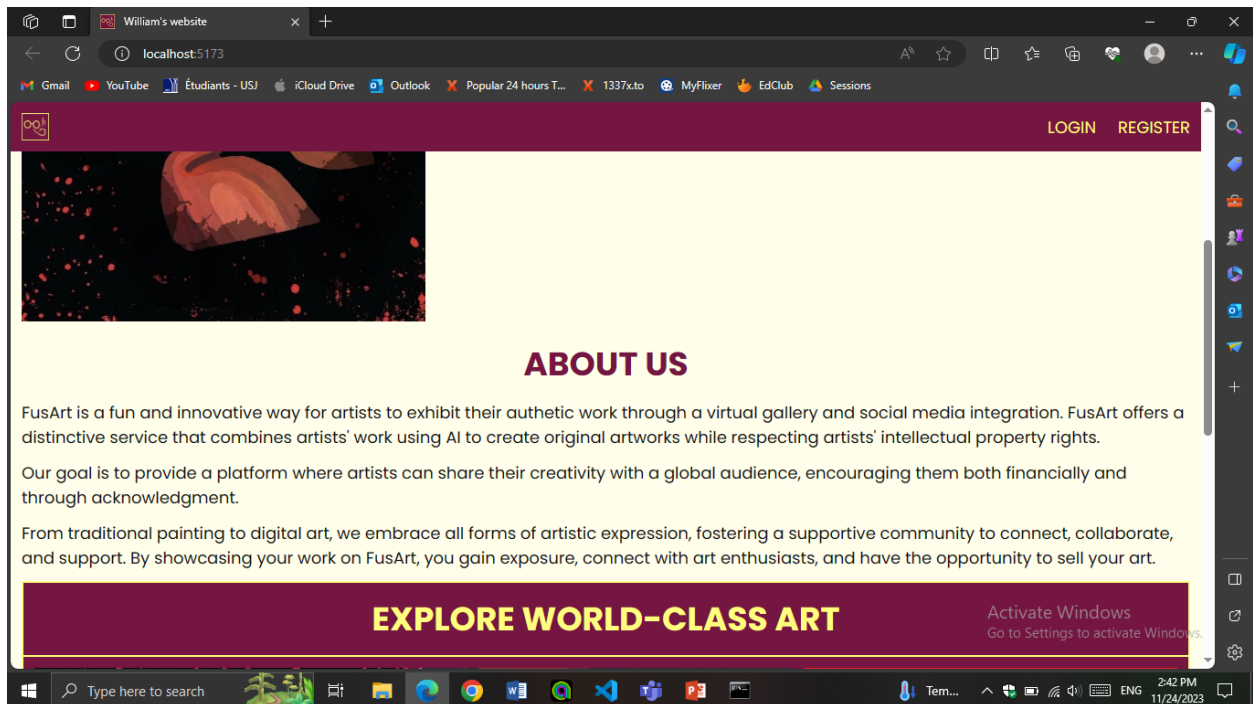 William's website
localhost:5173
Gmail YouTube Étudiants - USJ iCloud Drive Outlook Popular 24 hours T... 1337x.to MyFlixer EdClub Sessions
LOGIN REGISTER
ABOUT US
FusArt is a fun and innovative way for artists to exhibit their authetic work through a virtual gallery and social media integration. FusArt offers a
distinctive service that combines artists' work using AI to create original artworks while respecting artists' intellectual property rights.
Our goal is to provide a platform where artists can share their creativity with a global audience, encouraging them both financially and
through acknowledgment.
From traditional painting to digital art, we embrace all forms of artistic expression, fostering a supportive community to connect, collaborate,
and support. By showcasing your work on FusArt, you gain exposure, connect with art enthusiasts, and have the opportunity to sell your art.
EXPLORE WORLD-CLASS ART
Activate Windows
Go to Settings to activate Windows.
Type here to search
Tem...
ENG
2:42 PM
11/24/2023